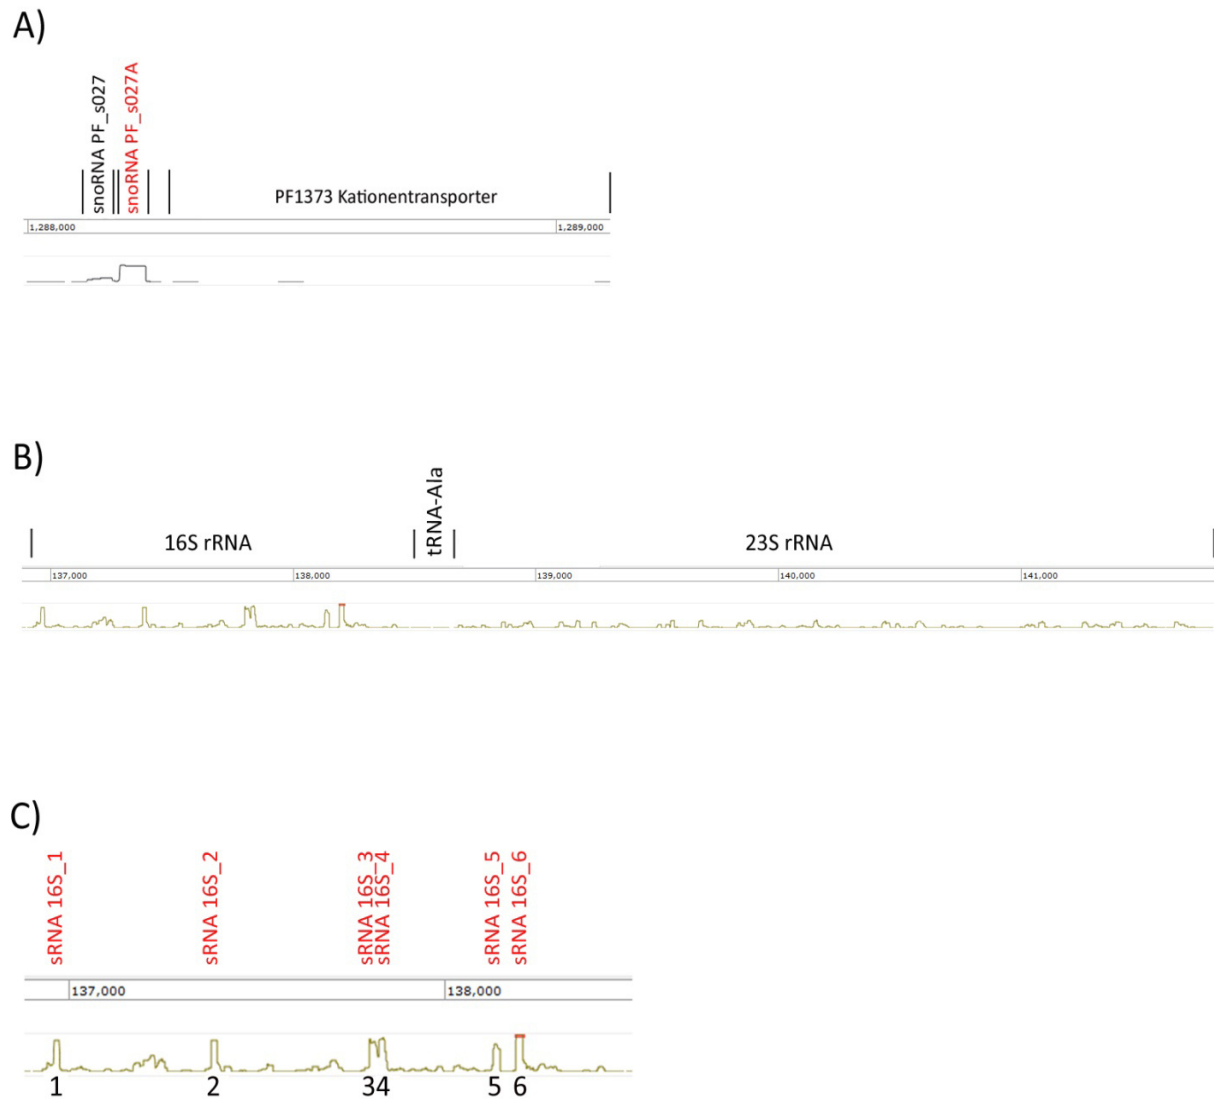 A)
snoRNA PF_s027
snoRNA PF_s027A
PF1373 Kationentransporter
1,288,000
1,289,000
B)
16S rRNA
tRNA-Ala
23S rRNA
137,000
138,000
139,000
140,000
141,000
C)
sRNA 16S_1
sRNA 16S_2
sRNA 16S_3
sRNA 16S_4
sRNA 16S_5
sRNA 16S_6
137,000
138,000
1
2
34
5
6